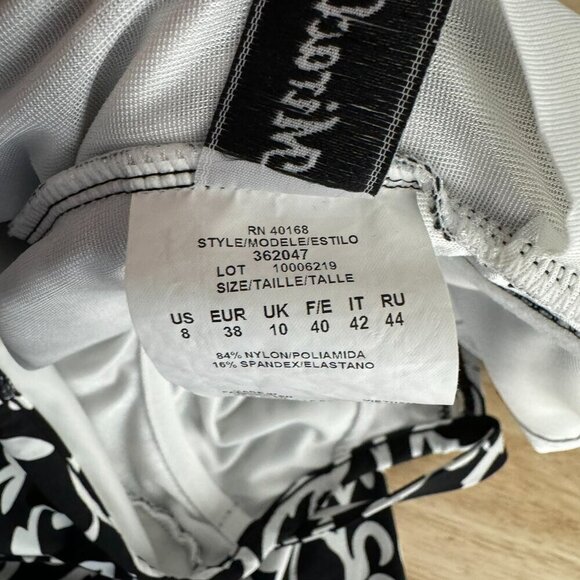 RN 40168
STYLE/MODELE/ESTILO
362047
LOT 10006219
SIZE/TAILLE/TALLE
US EUR UK F/E IT RU
8 38 10 40 42 44
84% NYLON/POLIAMIDA
16% SPANDEX/ELASTANO